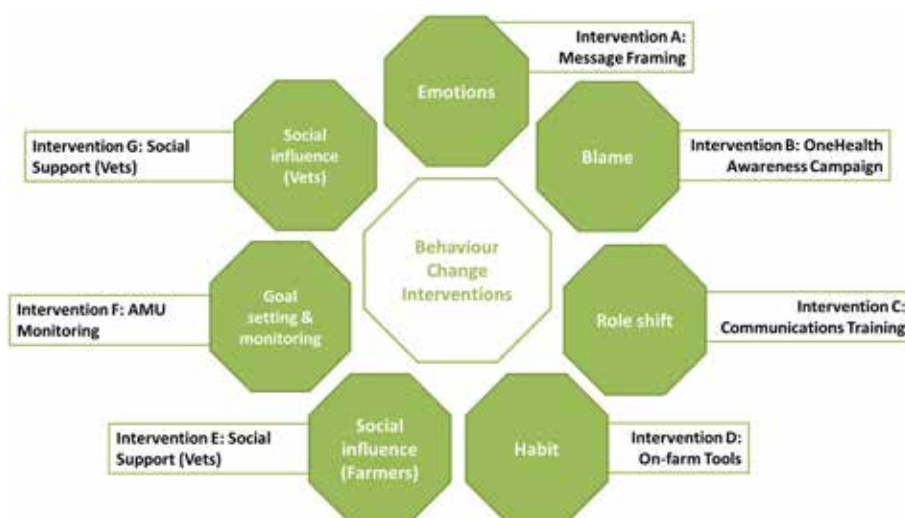 Intervention A:
Message Framing
Emotions
Intervention G: Social
Support (Vets)
Social
influence
(Vets)
Blame
Intervention B: OneHealth
Awareness Campaign
Behaviour
Change
Interventions
Intervention F: AMU
Monitoring
Goal
setting &
monitoring
Role shift
Intervention C:
Communications Training
Intervention E: Social
Support (Vets)
Social
influence
(Farmers)
Habit
Intervention D:
On-farm Tools